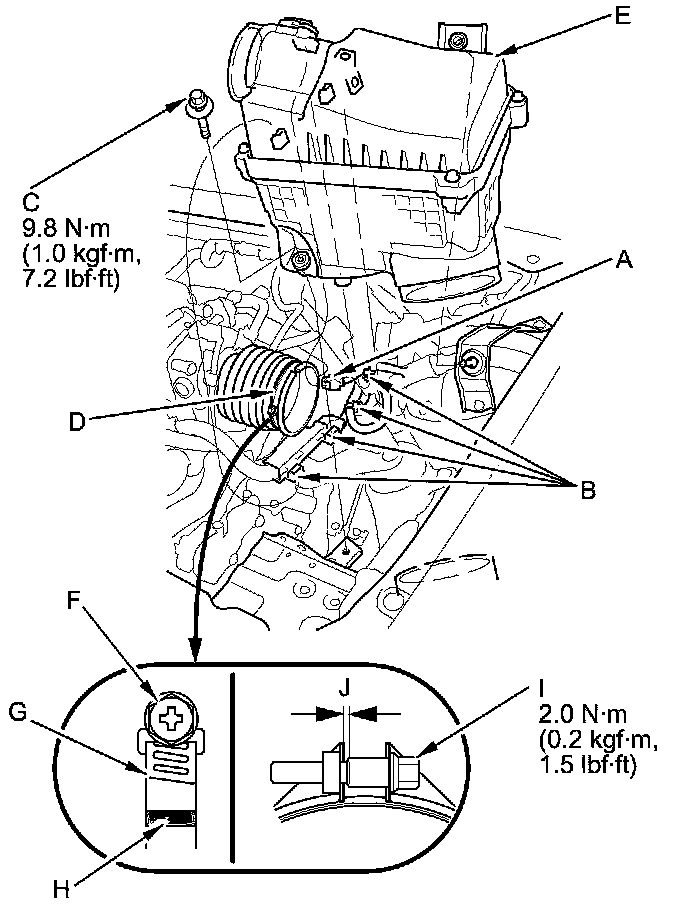 E
C
9.8 N·m
(1.0 kgf·m,
7.2 lbf·ft)
A
D
B
F
G
J
I
2.0 N·m
(0.2 kgf·m,
1.5 lbf·ft)
H